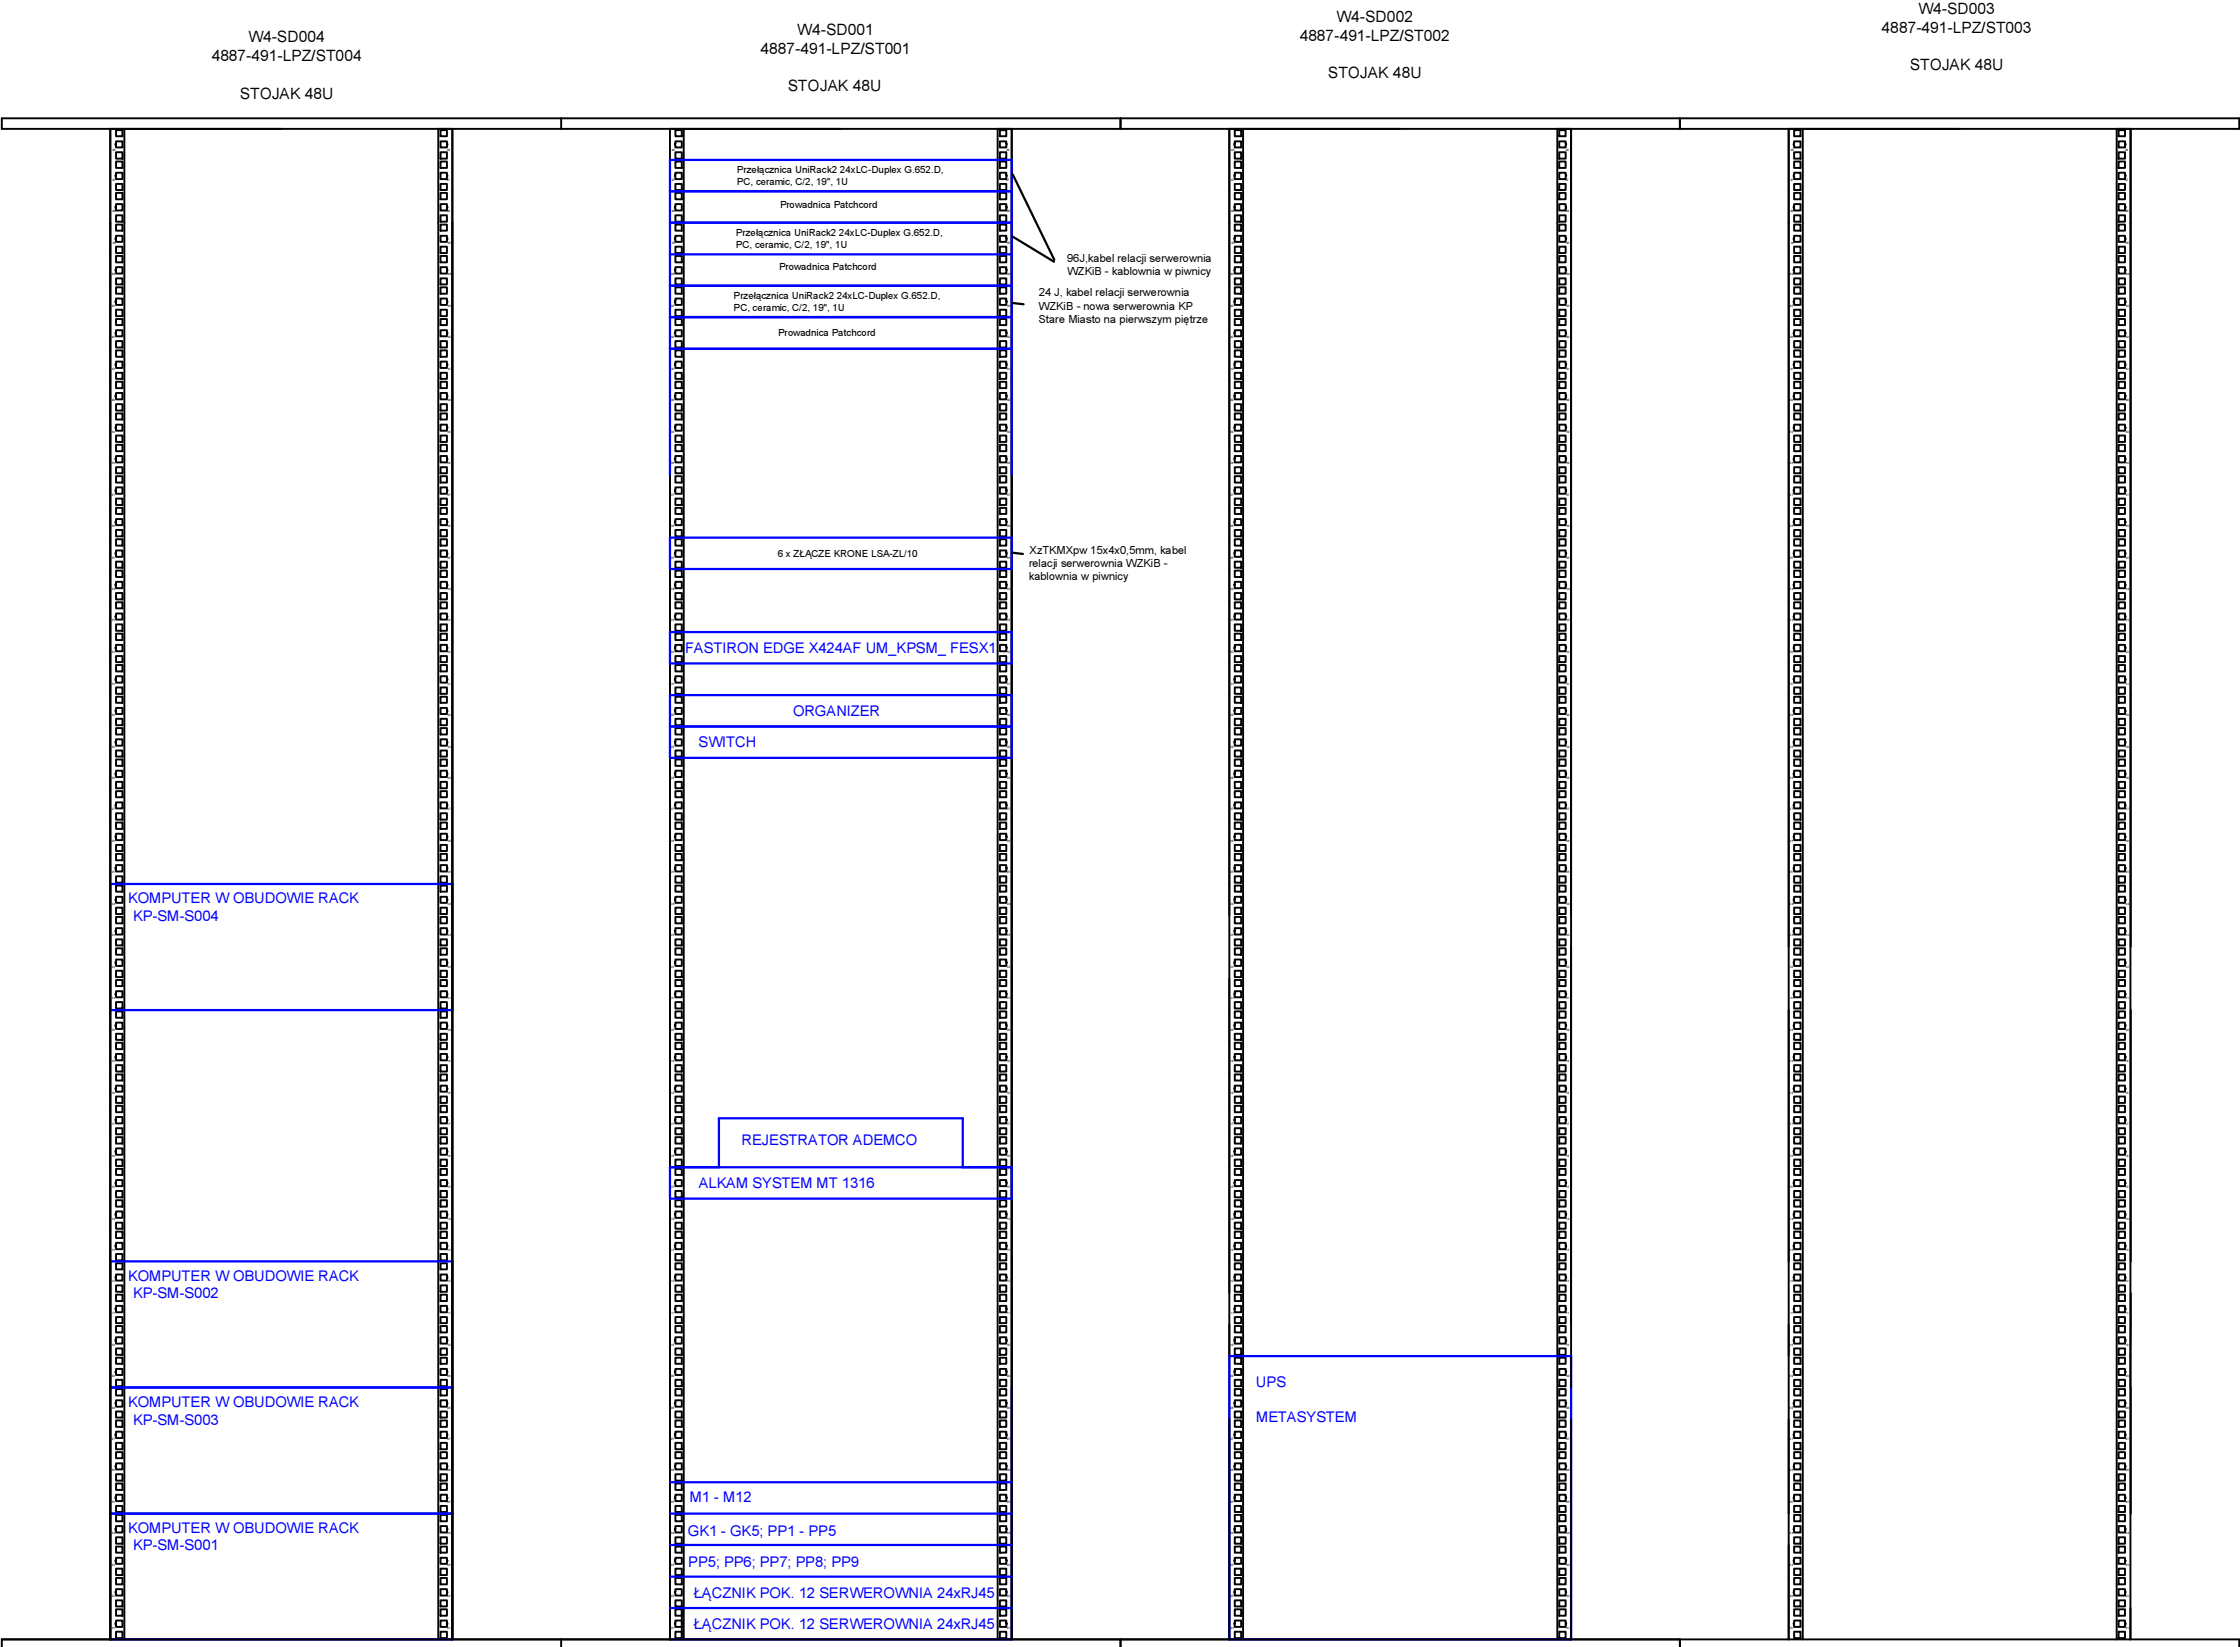 W4-SD004
4887-491-LPZ/ST004
STOJAK 48U
W4-SD001
4887-491-LPZ/ST001
STOJAK 48U
W4-SD002
4887-491-LPZ/ST002
STOJAK 48U
W4-SD003
4887-491-LPZ/ST003
STOJAK 48U
KOMPUTER W OBUDOWIE RACK
KP-SM-S004
KOMPUTER W OBUDOWIE RACK
KP-SM-S002
KOMPUTER W OBUDOWIE RACK
KP-SM-S003
KOMPUTER W OBUDOWIE RACK
KP-SM-S001
Przełącznica UniRack2 24xLC-Duplex G.652.D,
PC, ceramic, C/2, 19", 1U
Prowadnica Patchcord
Przełącznica UniRack2 24xLC-Duplex G.652.D,
PC, ceramic, C/2, 19", 1U
Prowadnica Patchcord
Przełącznica UniRack2 24xLC-Duplex G.652.D,
PC, ceramic, C/2, 19", 1U
Prowadnica Patchcord
96J,kabel relacji serwerownia
WZKiB - kablownia w piwnicy
24 J, kabel relacji serwerownia
WZKiB - nowa serwerownia KP
Stare Miasto na pierwszym piętrze
6 x ZŁĄCZE KRONE LSA-ZL/10
XzTKMXpw 15x4x0,5mm, kabel
relacji serwerownia WZKiB -
kablownia w piwnicy
FASTIRON EDGE X424AF UM_KPSM_ FESX1
ORGANIZER
SWITCH
REJESTRATOR ADEMCO
ALKAM SYSTEM MT 1316
M1 - M12
GK1 - GK5; PP1 - PP5
PP5; PP6; PP7; PP8; PP9
ŁĄCZNIK POK. 12 SERWEROWNIA 24xRJ45
ŁĄCZNIK POK. 12 SERWEROWNIA 24xRJ45
UPS
METASYSTEM